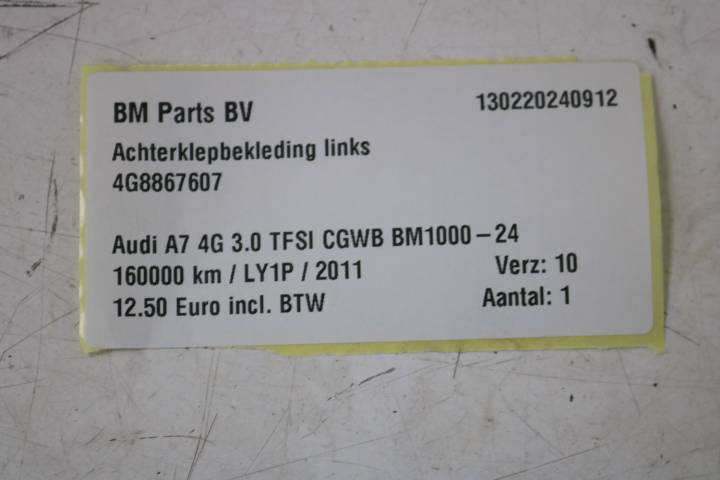 BM Parts BV 130220240912
Achterklepbekleding links
4G8867607
Audi A7 4G 3.0 TFSI CGWB BM1000-24
160000 km / LY1P / 2011 Verz: 10
12.50 Euro incl. BTW Aantal: 1